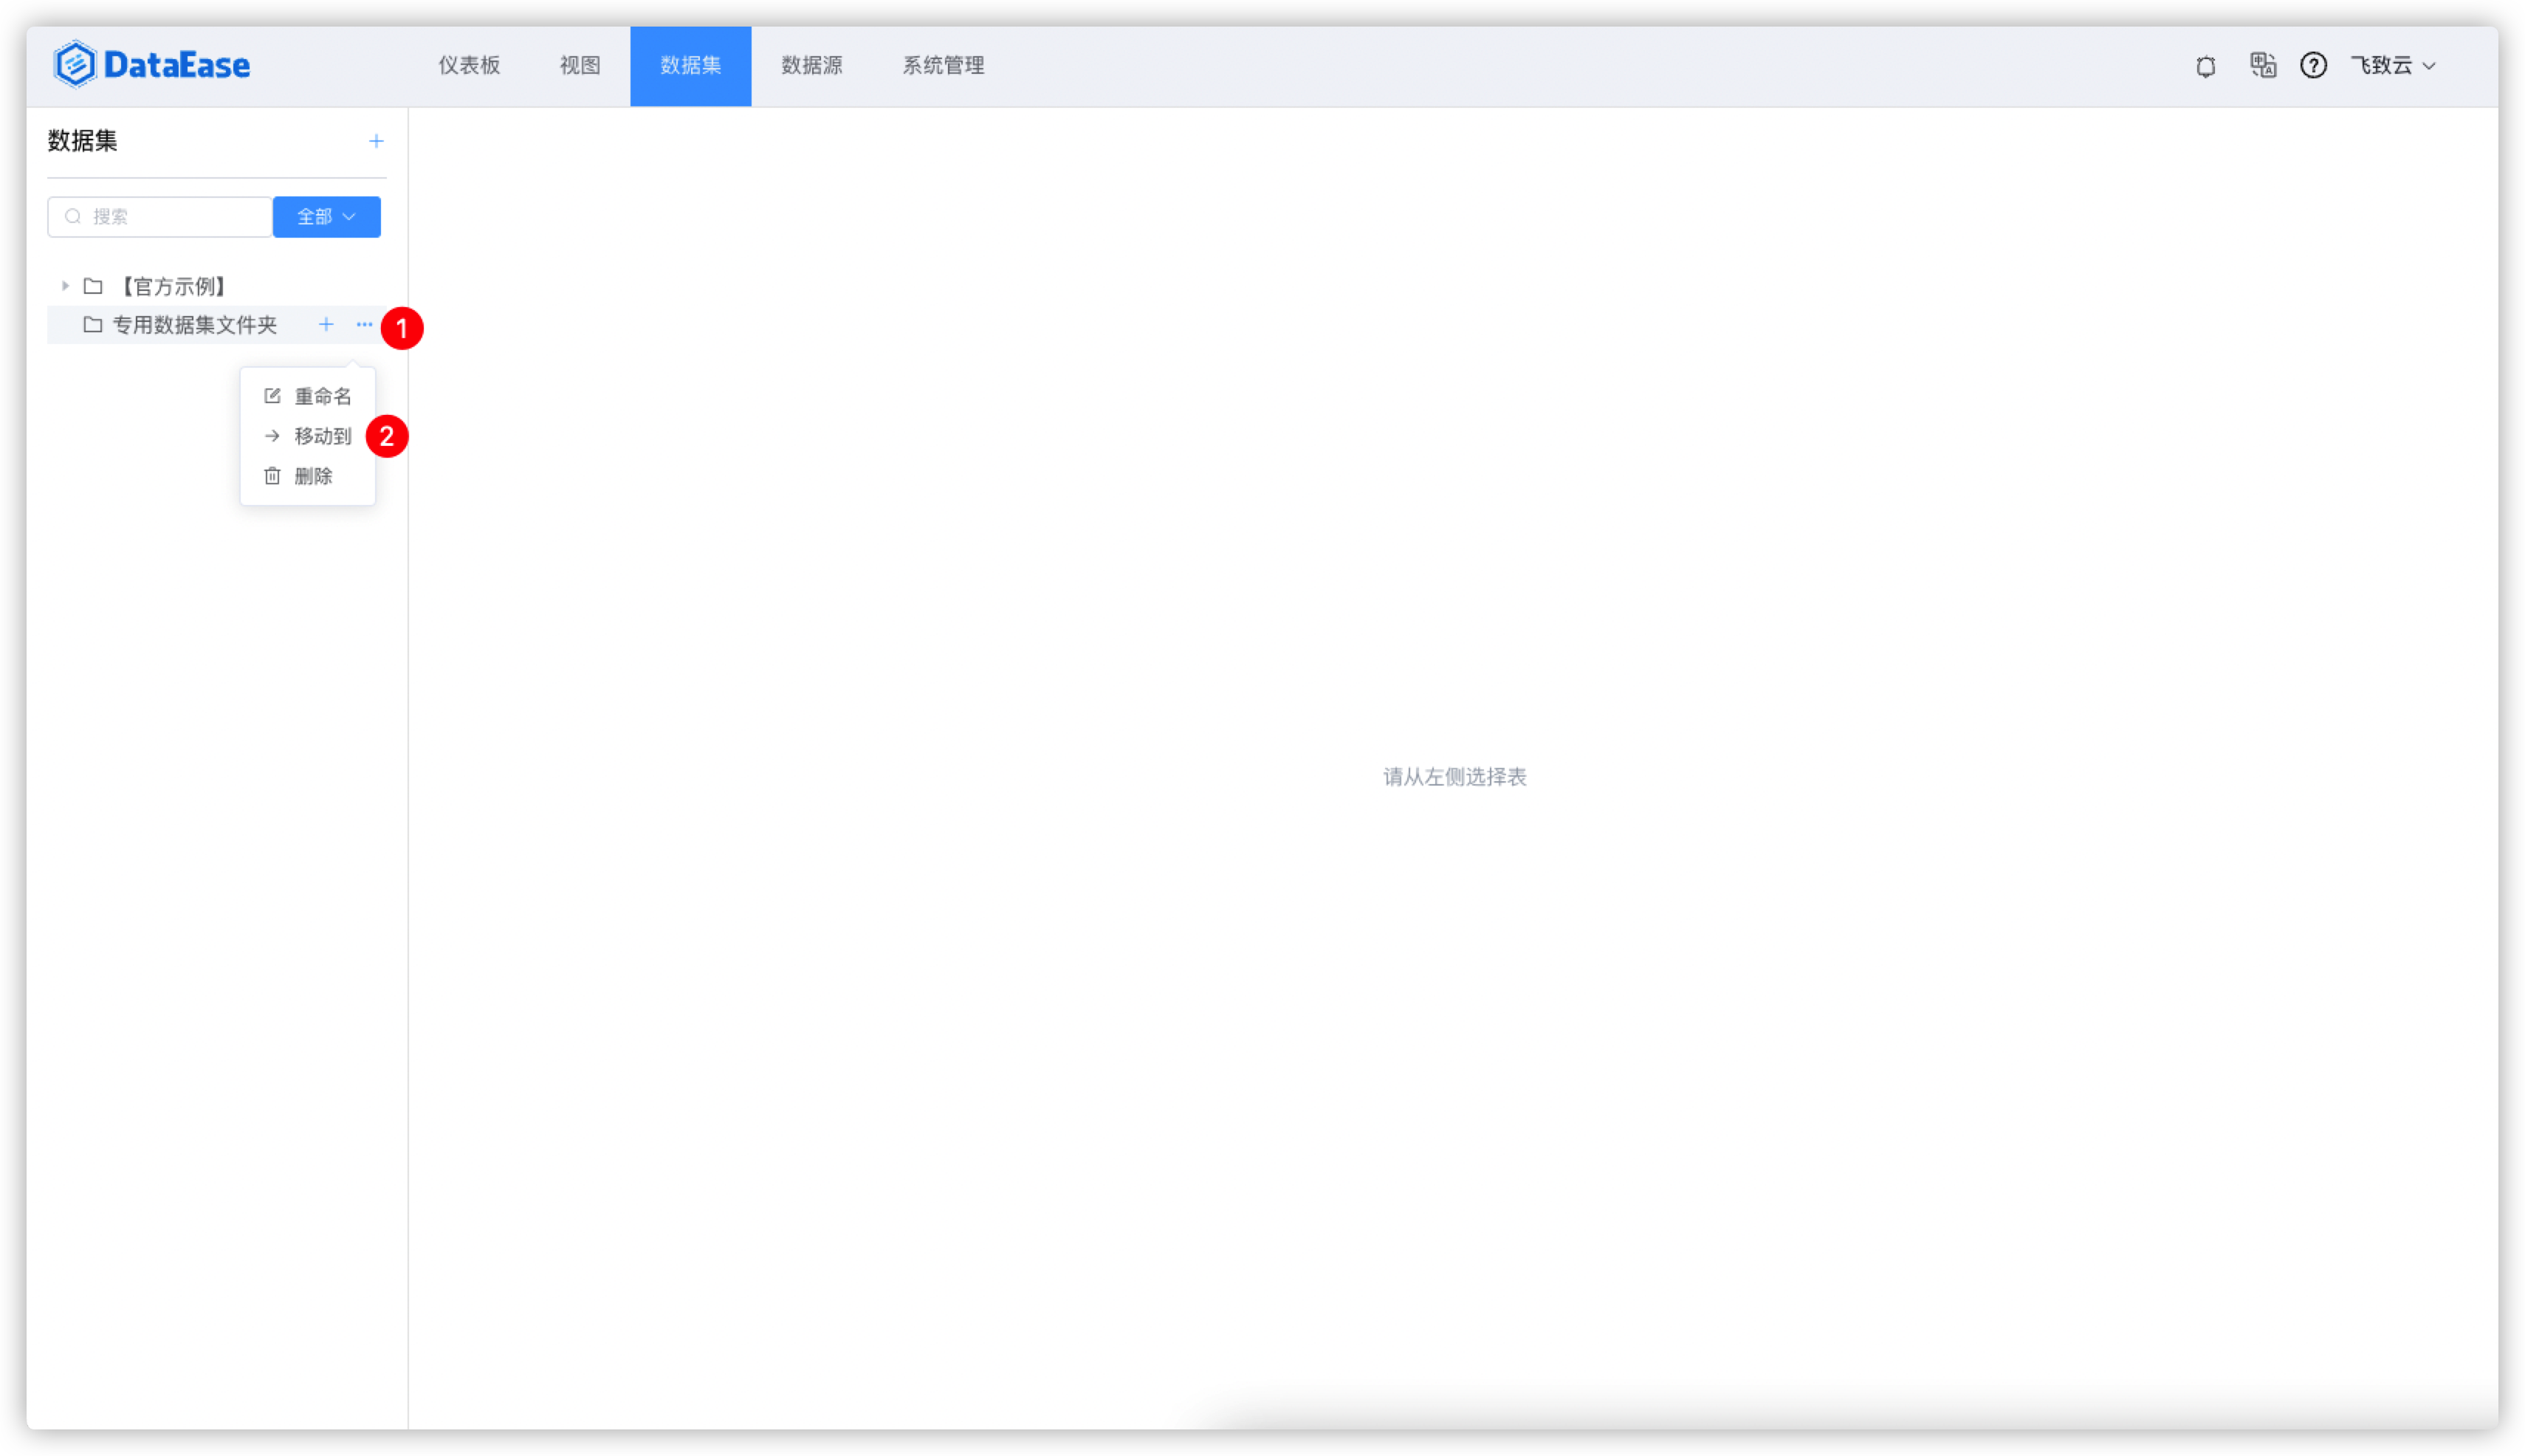 DataEase
仪表板 视图 数据集 数据源 系统管理 飞致云
数据集
搜索 全部
【官方示例】
专用数据集文件夹 1
重命名
移动到 2
删除
请从左侧选择表